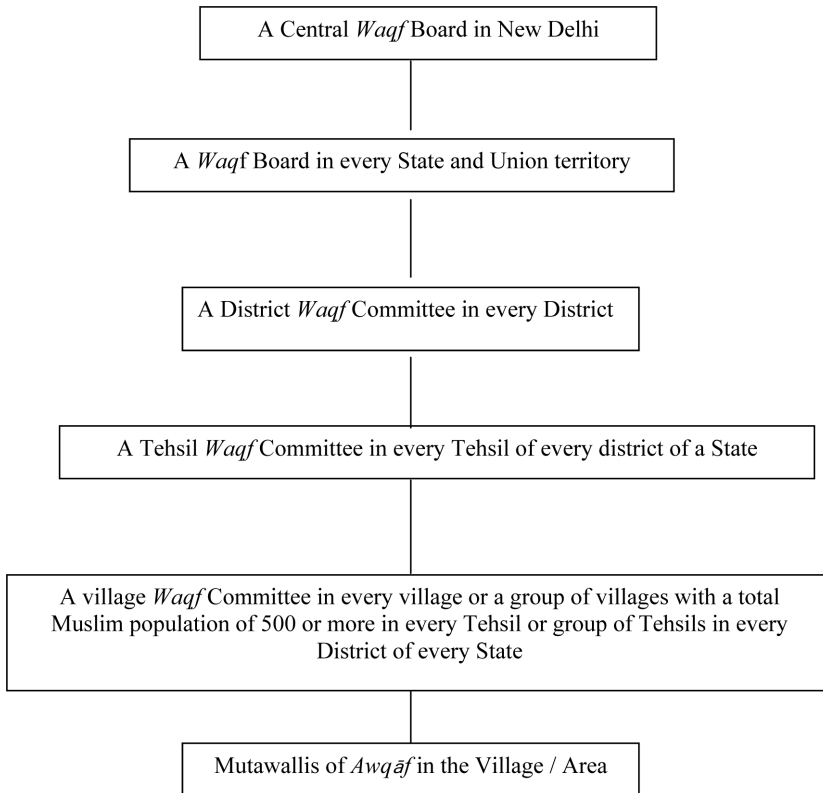 A Central Waqf Board in New Delhi
A Waqf Board in every State and Union territory
A District Waqf Committee in every District
A Tehsil Waqf Committee in every Tehsil of every district of a State
A village Waqf Committee in every village or a group of villages with a total
Muslim population of 500 or more in every Tehsil or group of Tehsils in every
District of every State
Mutawallis of Awqāf in the Village / Area